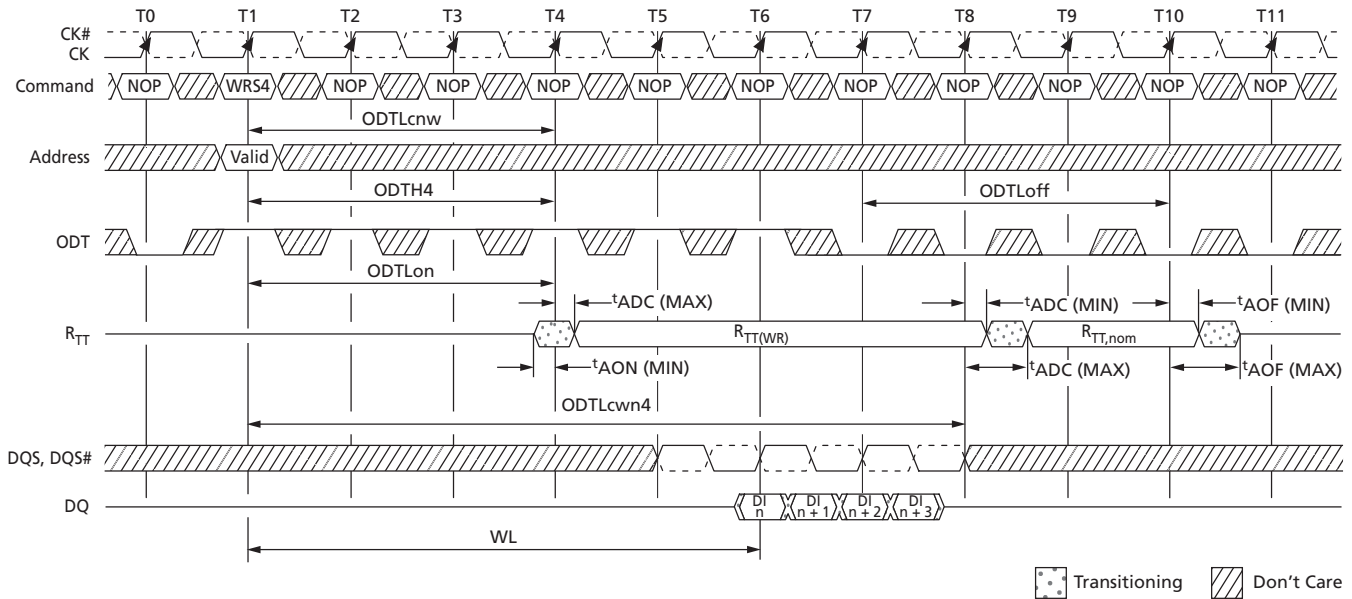 T0 T1 T2 T3 T4 T5 T6 T7 T8 T9 T10 T11
CK#
CK
Command NOP WRS4 NOP NOP NOP NOP NOP NOP NOP NOP NOP NOP
ODTLcnw
Address Valid
ODTH4 ODTLoff
ODT
ODTLon
tADC (MAX) tADC (MIN) tAOF (MIN)
RTT RTT(WR) RTT,nom
tAON (MIN) tADC (MAX) tAOF (MAX)
ODTLcwn4
DQS, DQS#
DQ DI n DI n + 1 DI n + 2 DI n + 3
WL
Transitioning Don't Care